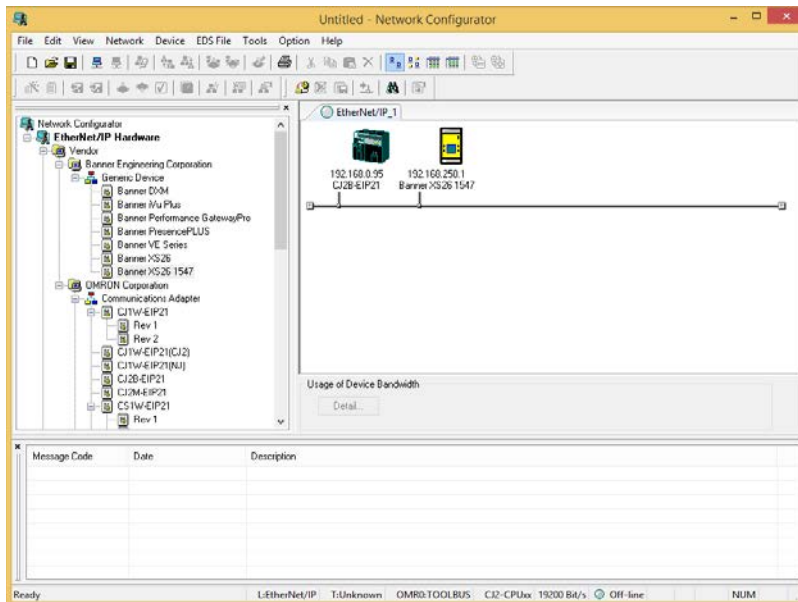 Untitled - Network Configurator
File Edit View Network Device EDS File Tools Option Help
Network Configurator
EtherNet/IP Hardware
Vendor
Banner Engineering Corporation
Generic Device
Banner DXM
Banner iVu Plus
Banner Performance GatewayPro
Banner PresencePLUS
Banner VE Series
Banner XS26
Banner XS26 1547
OMRON Corporation
Communications Adapter
CJ1W-EIP21
Rev 1
Rev 2
CJ1W-EIP21(CJ2)
CJ1W-EIP21(NJ)
CJ2B-EIP21
CJ2M-EIP21
CS1W-EIP21
Rev 1
EtherNet/IP_1
192.168.0.95
CJ2B-EIP21
192.168.250.1
Banner XS26 1547
Usage of Device Bandwidth
Detail...
Message Code Date Description
Ready L:EtherNet/IP T:Unknown OMR0:TOOLBUS CJ2-CPUxx 19200 Bit/s Off-line NUM